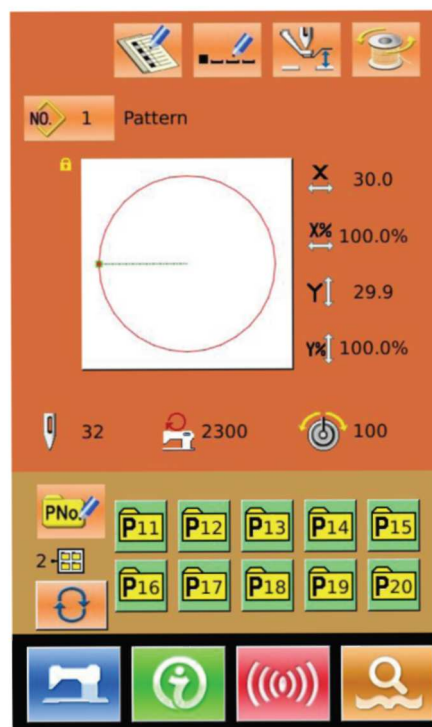 NO. 1 Pattern
X 30.0
X% 100.0%
Y 29.9
Y% 100.0%
32 2300 100
PNo.
P11 P12 P13 P14 P15
2-
P16 P17 P18 P19 P20